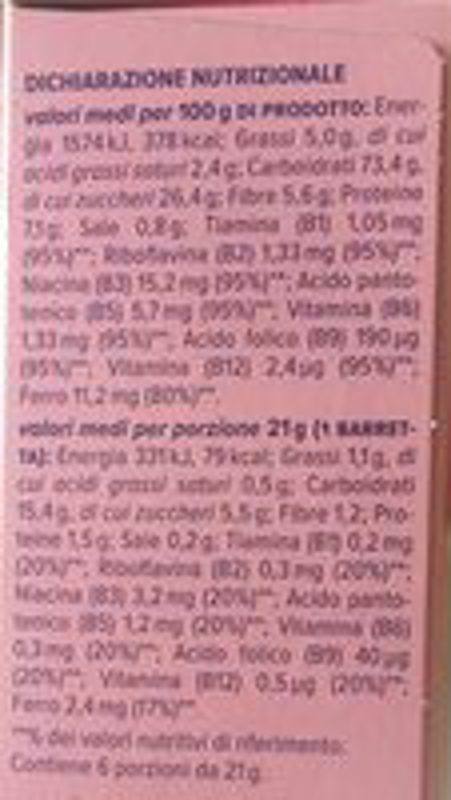 DICHIARAZIONE NUTRIZIONALE
valori medi per 100 g DI PRODOTTO: Ener-
gia 1574 kJ, 378 kcal; Grassi 5,0 g, di cui
acidi grassi saturi 2,4 g; Carboidrati 73,4 g,
di cui zuccheri 26,4 g; Fibre 5,6 g; Proteine
7,1 g; Sale 0,8 g; Tiamina (B1) 1,05 mg
(95%)**; Riboflavina (B2) 1,33 mg (95%)**;
Niacina (B3) 15,2 mg (95%)**; Acido panto-
tenico (B5) 5,7 mg (95%)**; Vitamina (B6)
1,33 mg (95%)**; Acido folico (B9) 190 µg
(95%)**; Vitamina (B12) 2,4 µg (95%)**;
Ferro 11,2 mg (80%)**.
valori medi per porzione 21 g (1 BARRET-
TA): Energia 331 kJ, 79 kcal; Grassi 1,1 g, di
cui acidi grassi saturi 0,5 g; Carboidrati
15,4 g, di cui zuccheri 5,5 g; Fibre 1,2; Pro-
teine 1,5 g; Sale 0,2 g; Tiamina (B1) 0,2 mg
(20%)**; Riboflavina (B2) 0,3 mg (20%)**;
Niacina (B3) 3,2 mg (20%)**; Acido panto-
tenico (B5) 1,2 mg (20%)**; Vitamina (B6)
0,3 mg (20%)**; Acido folico (B9) 40 µg
(20%)**; Vitamina (B12) 0,5 µg (20%)**;
Ferro 2,4 mg (17%)**
**% dei valori nutritivi di riferimento.
Contiene 6 porzioni da 21 g.